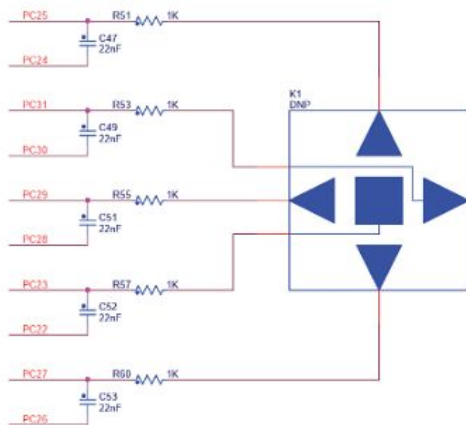 PC25 R51 1K
C47
22nF
PC24
K1
DNP
PC31 R53 1K
C49
22nF
PC30
PC29 R55 1K
C51
22nF
PC28
PC23 R57 1K
C52
22nF
PC22
PC27 R60 1K
C53
22nF
PC26